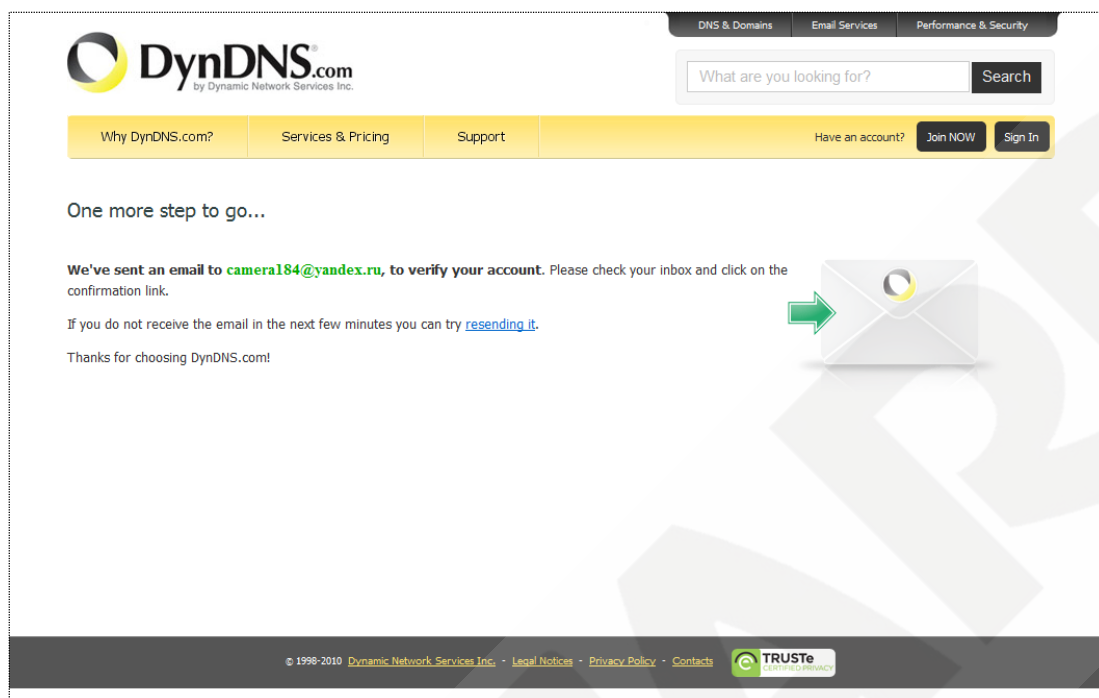 DNS & Domains Email Services Performance & Security
DynDNS.com
by Dynamic Network Services Inc.
What are you looking for? Search
Why DynDNS.com? Services & Pricing Support Have an account? Join NOW Sign In
One more step to go...
We've sent an email to camera184@yandex.ru, to verify your account. Please check your inbox and click on the
confirmation link.
If you do not receive the email in the next few minutes you can try resending it.
Thanks for choosing DynDNS.com!
© 1998-2010 Dynamic Network Services Inc. - Legal Notices - Privacy Policy - Contacts TRUSTe
CERTIFIED PRIVACY